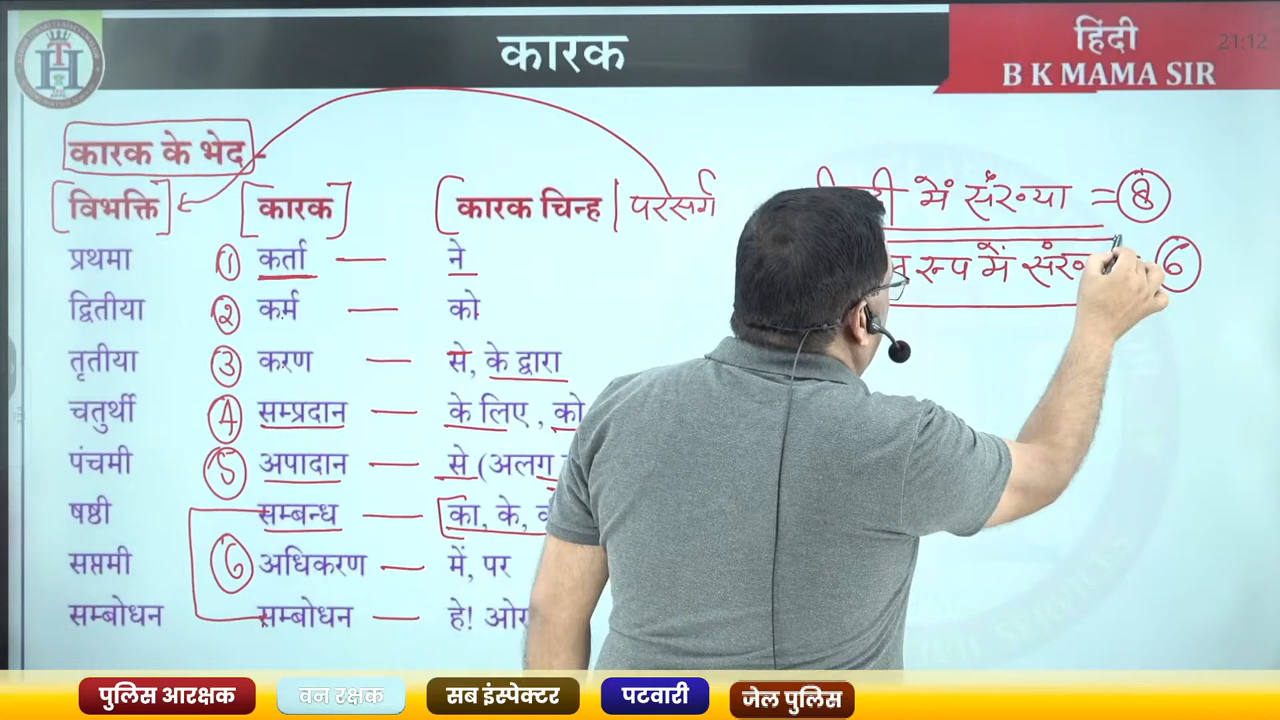 कारक
हिंदी
B K MAMA SIR
21:12
कारक के भेद -
विभक्ति कारक कारक चिन्ह | परसर्ग
में संख्या = 8
रूप में 6
प्रथमा ① कर्ता — ने
द्वितीया ② कर्म — को
तृतीया ③ करण — से, के द्वारा
चतुर्थी ④ सम्प्रदान — के लिए , को
पंचमी ⑤ अपादान — से (अलग
षष्ठी सम्बन्ध — का, के,
सप्तमी ⑥ अधिकरण — में, पर
सम्बोधन सम्बोधन — हे!
पुलिस आरक्षक वन रक्षक सब इंस्पेक्टर पटवारी जेल पुलिस